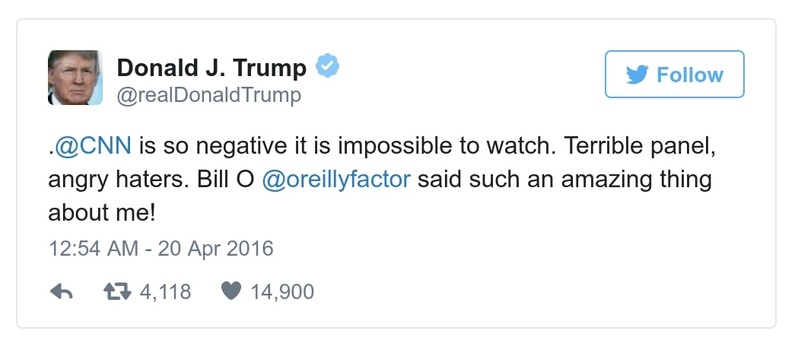 Donald J. Trump
@realDonaldTrump
Follow
.@CNN is so negative it is impossible to watch. Terrible panel,
angry haters. Bill O @oreillyfactor said such an amazing thing
about me!
12:54 AM - 20 Apr 2016
4,118 14,900